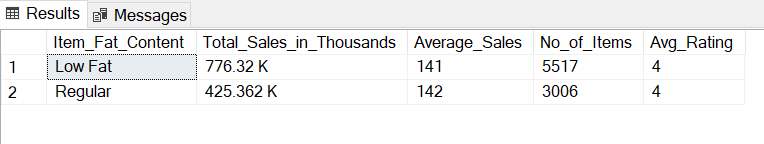 Results Messages
Item_Fat_Content Total_Sales_in_Thousands Average_Sales No_of_Items Avg_Rating
1 Low Fat 776.32 K 141 5517 4
2 Regular 425.362 K 142 3006 4